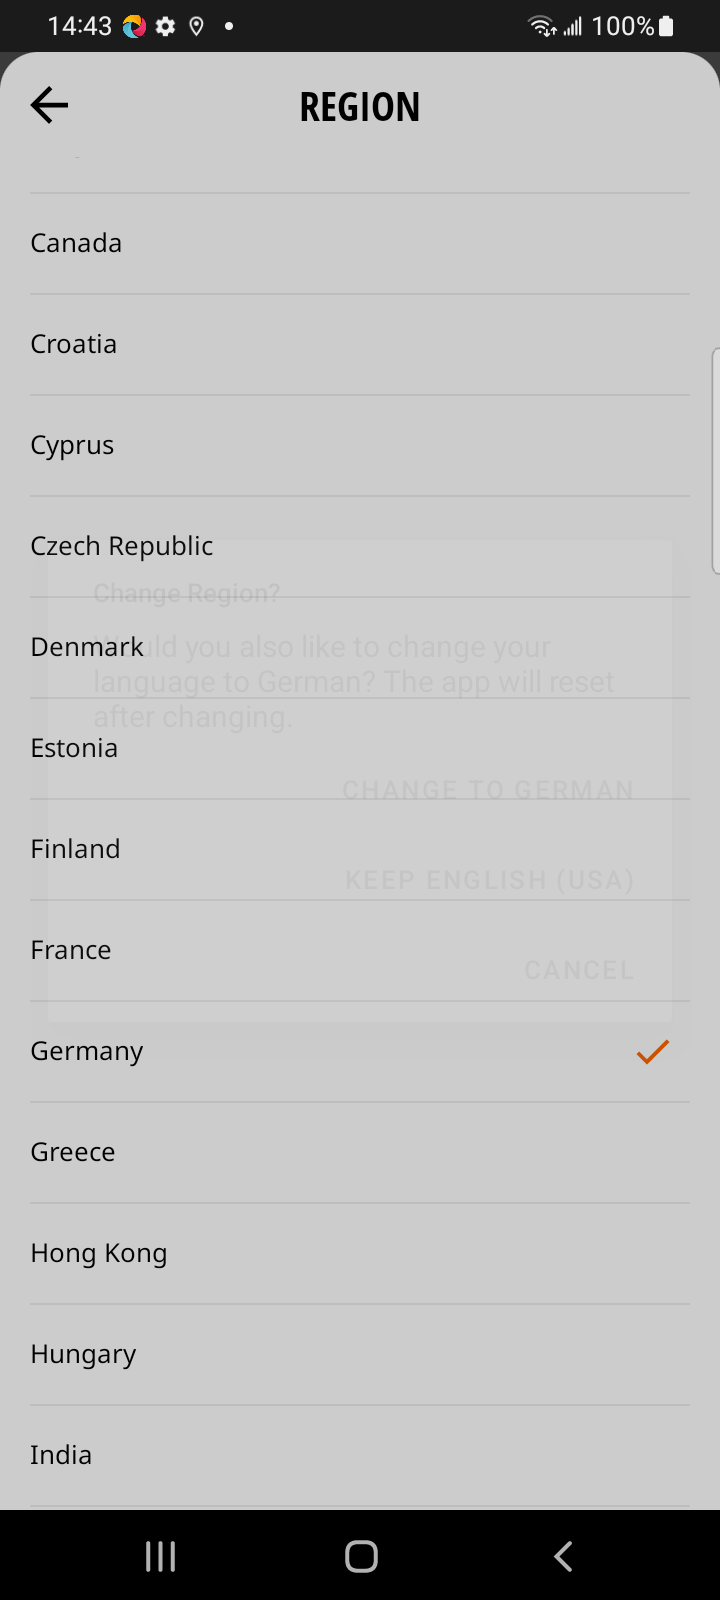 14:43
100%
REGION
Canada
Croatia
Cyprus
Czech Republic
Change Region?
Denmark
Would you also like to change your
language to German? The app will reset
after changing.
Estonia
CHANGE TO GERMAN
Finland
KEEP ENGLISH (USA)
France
CANCEL
Germany
Greece
Hong Kong
Hungary
India